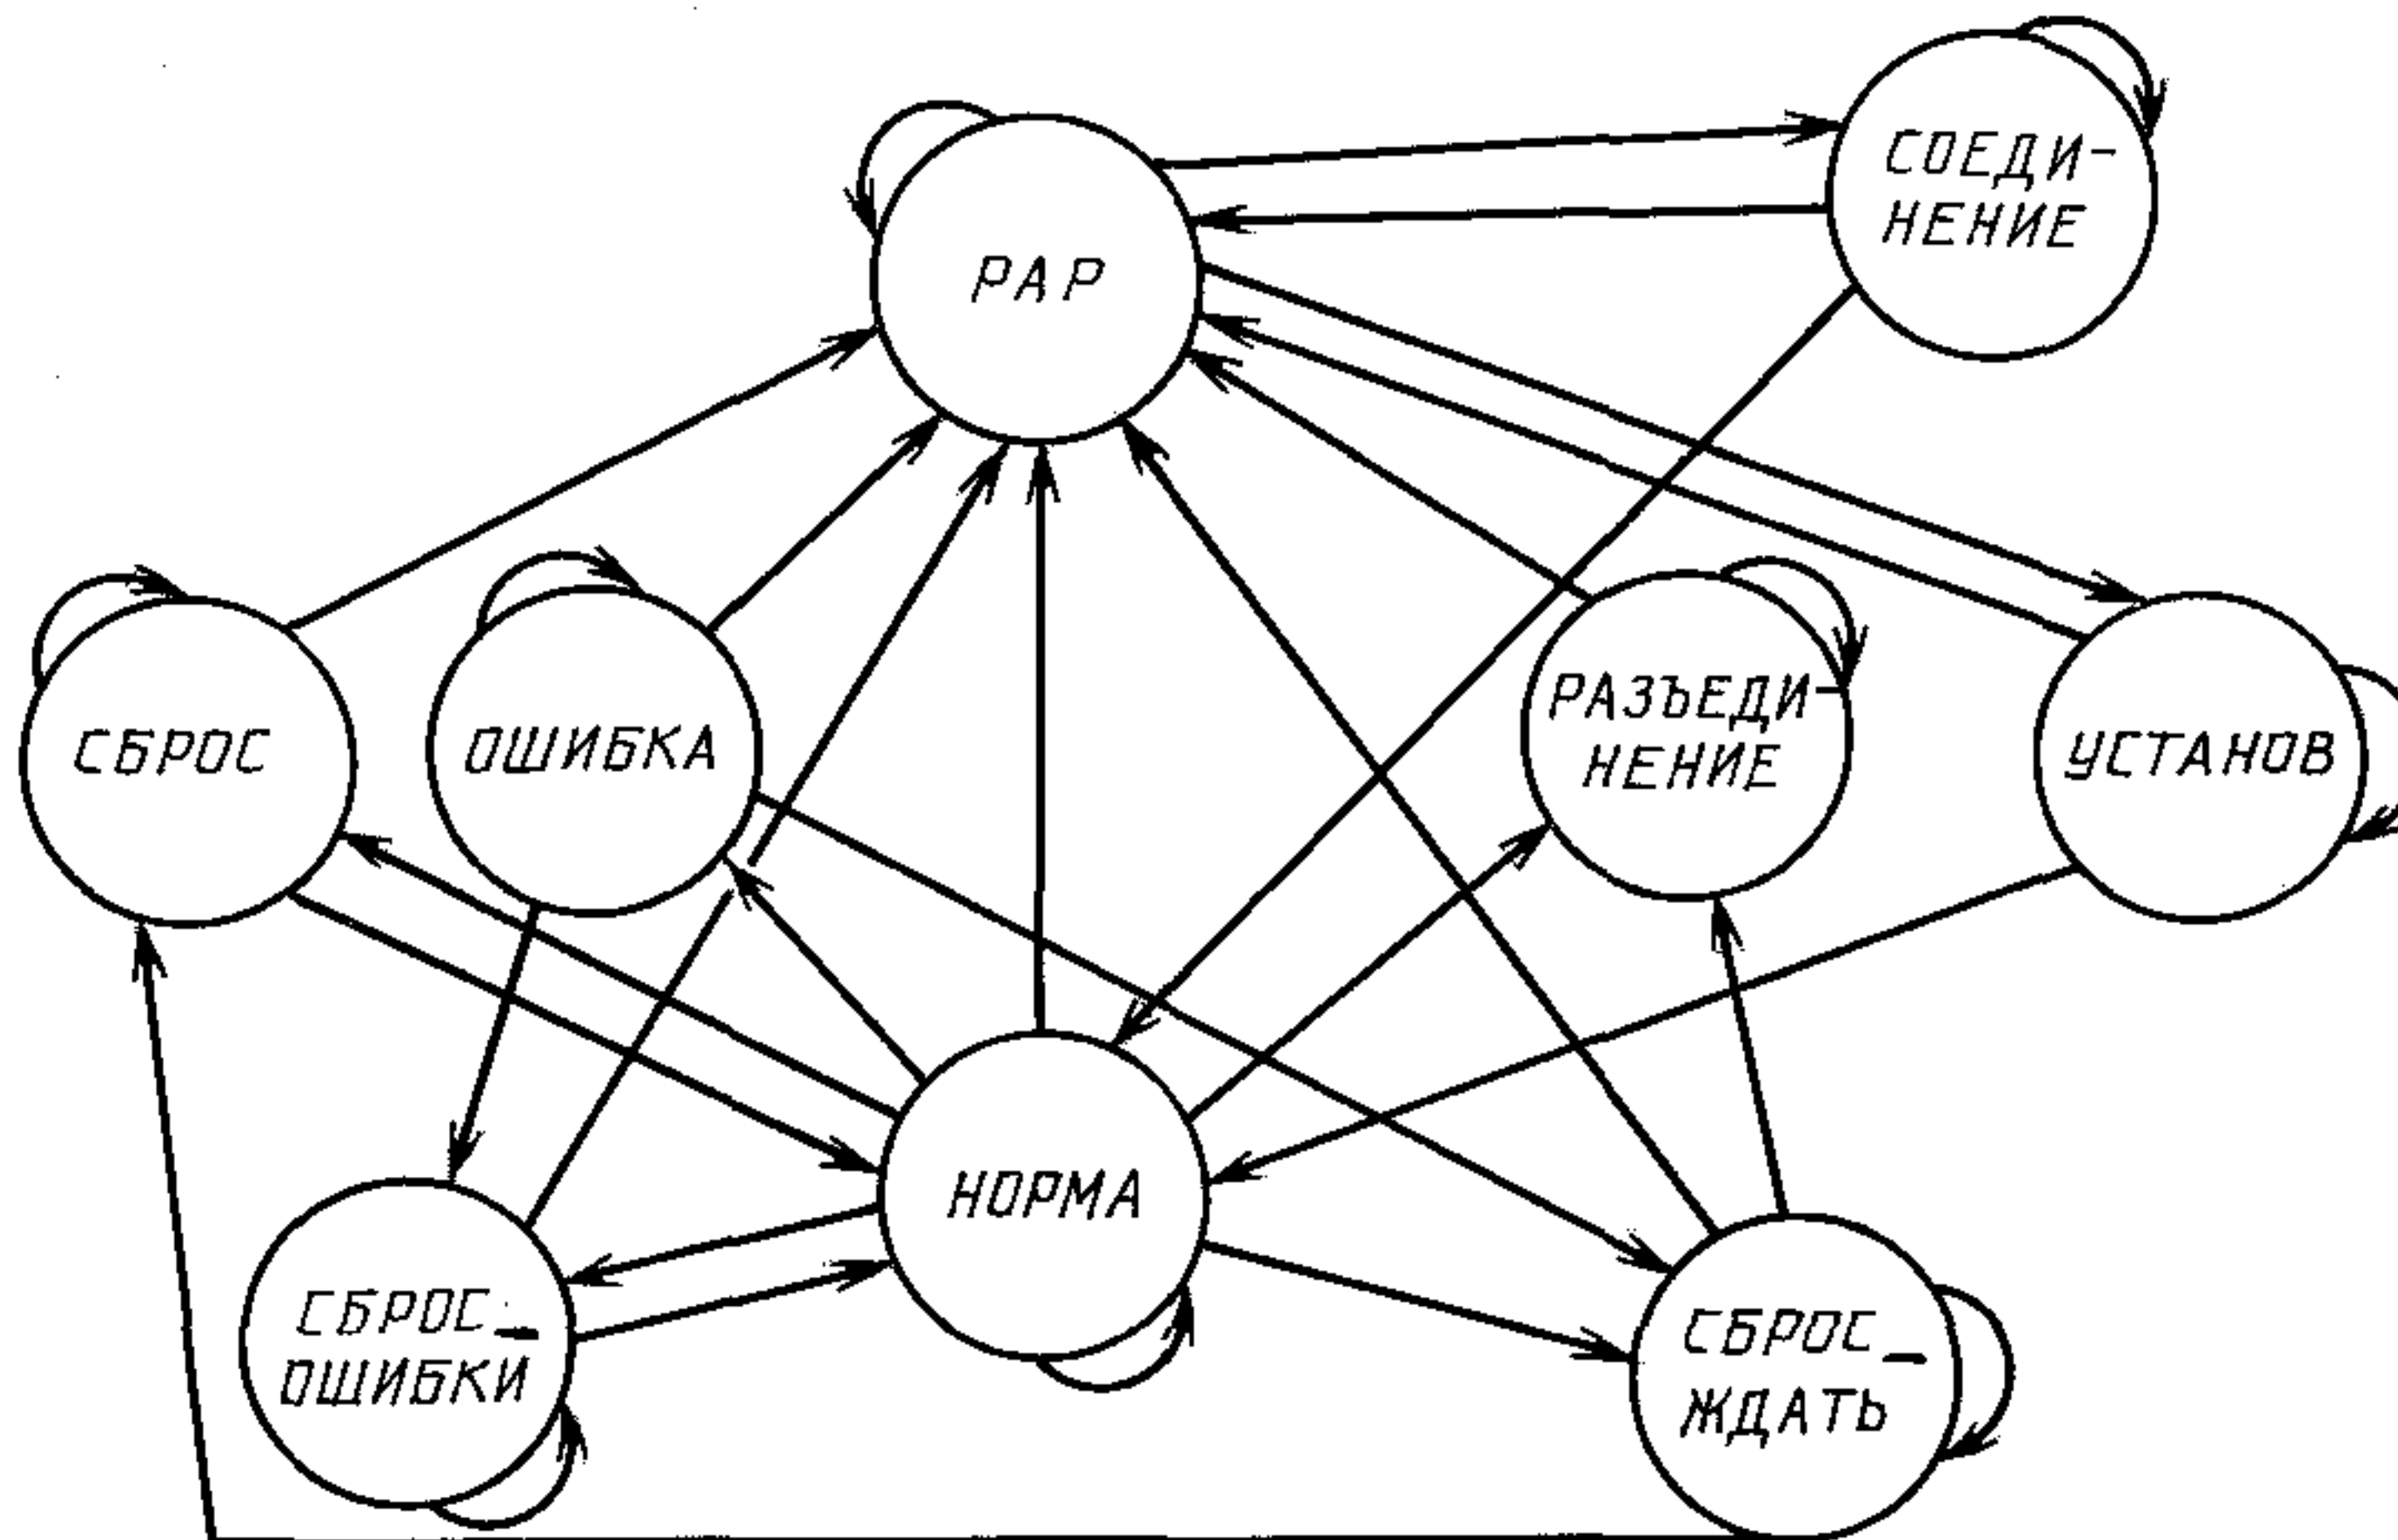 СОЕДИ-
НЕНИЕ
РАР
СБРОС
ОШИБКА
РАЗЪЕДИ-
НЕНИЕ
УСТАНОВ
НОРМА
СБРОС_
ОШИБКИ
СБРОС_
ЖДАТЬ